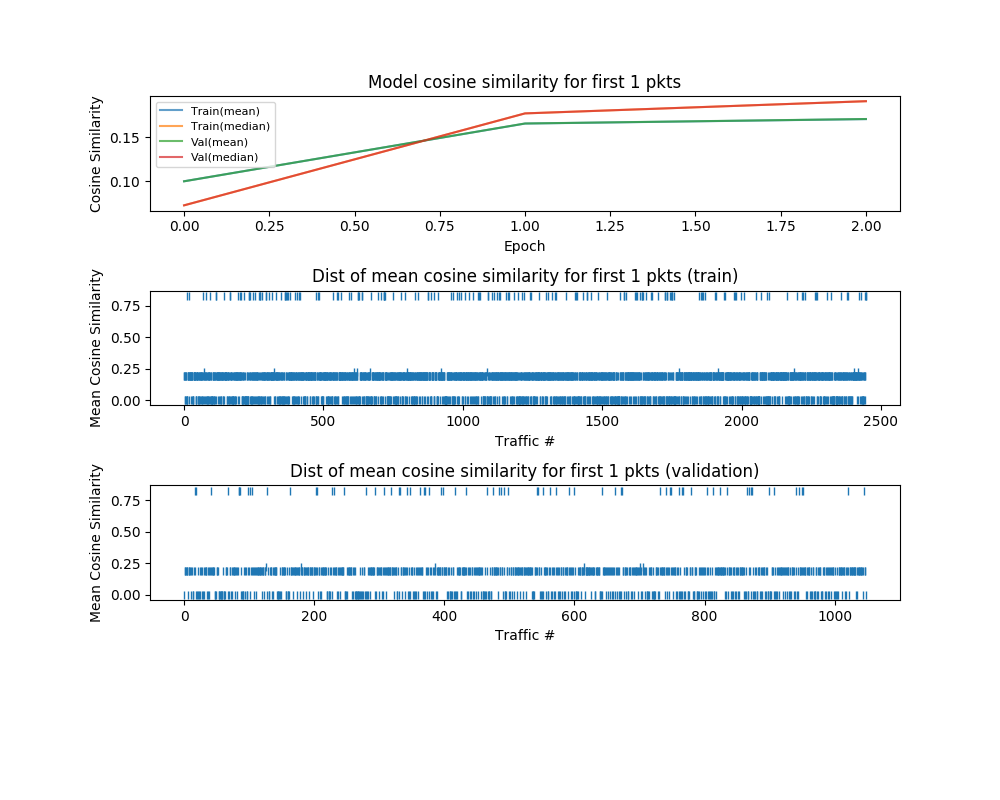 Model cosine similarity for first 1 pkts
Cosine Similarity
0.15
0.10
Train(mean)
Train(median)
Val(mean)
Val(median)
0.00 0.25 0.50 0.75 1.00 1.25 1.50 1.75 2.00
Epoch
Dist of mean cosine similarity for first 1 pkts (train)
Mean Cosine Similarity
0.75
0.50
0.25
0.00
0 500 1000 1500 2000 2500
Traffic #
Dist of mean cosine similarity for first 1 pkts (validation)
Mean Cosine Similarity
0.75
0.50
0.25
0.00
0 200 400 600 800 1000
Traffic #